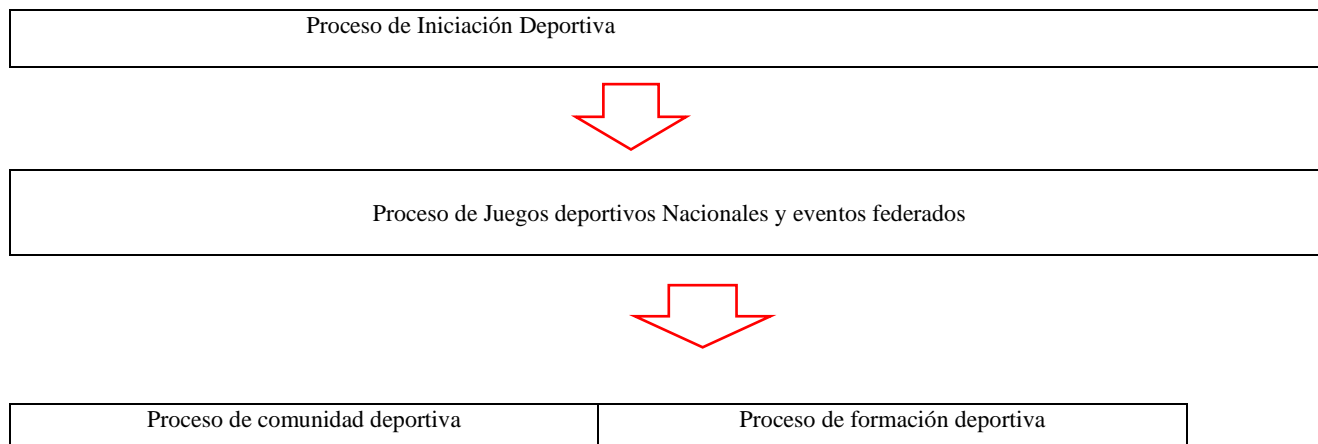 Proceso de Iniciación Deportiva
Proceso de Juegos deportivos Nacionales y eventos federados
Proceso de comunidad deportiva
Proceso de formación deportiva